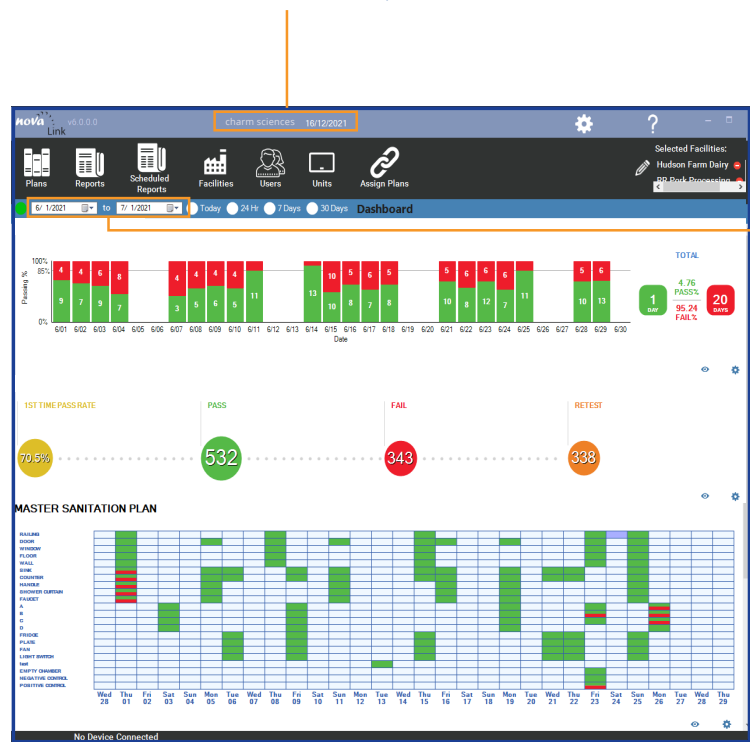 nova
Link
v6.0.0.0
charm sciences 16/12/2021
?
Selected Facilities:
Hudson Farm Dairy
RR Pork Processing
Plans
Reports
Scheduled
Reports
Facilities
Users
Units
Assign Plans
6/ 1/2021 to 7/ 1/2021 Today 24 Hr 7 Days 30 Days Dashboard
TOTAL
100%
85%
0%
Passing %
4 4 6 8 4 4 4 4 10 5 6 5 5 6 6 6 5 6
9 7 9 7 3 5 6 5 11 13 10 8 7 8 10 8 12 7 11 10 13
6/01 6/02 6/03 6/04 6/05 6/06 6/07 6/08 6/09 6/10 6/11 6/12 6/13 6/14 6/15 6/16 6/17 6/18 6/19 6/20 6/21 6/22 6/23 6/24 6/25 6/26 6/27 6/28 6/29 6/30
Date
1
DAY
4.76
PASS%
95.24
FAIL%
20
DAYS
1ST TIME PASS RATE
PASS
FAIL
RETEST
70.5%
532
343
338
MASTER SANITATION PLAN
RAILING
DOOR
WINDOW
FLOOR
WALL
SINK
COUNTER
HANDLE
SHOWER CURTAIN
FAUCET
A
B
C
D
FRIDGE
PLATE
FAN
LIGHT SWITCH
test
EMPTY CHAMBER
NEGATIVE CONTROL
POSITIVE CONTROL
Wed Thu Fri Sat Sun Mon Tue Wed Thu Fri Sat Sun Mon Tue Wed Thu Fri Sat Sun Mon Tue Wed Thu Fri Sat Sun Mon Tue Wed Thu
28 01 02 03 04 05 06 07 08 09 10 11 12 13 14 15 16 17 18 19 20 21 22 23 24 25 26 27 28 29
No Device Connected